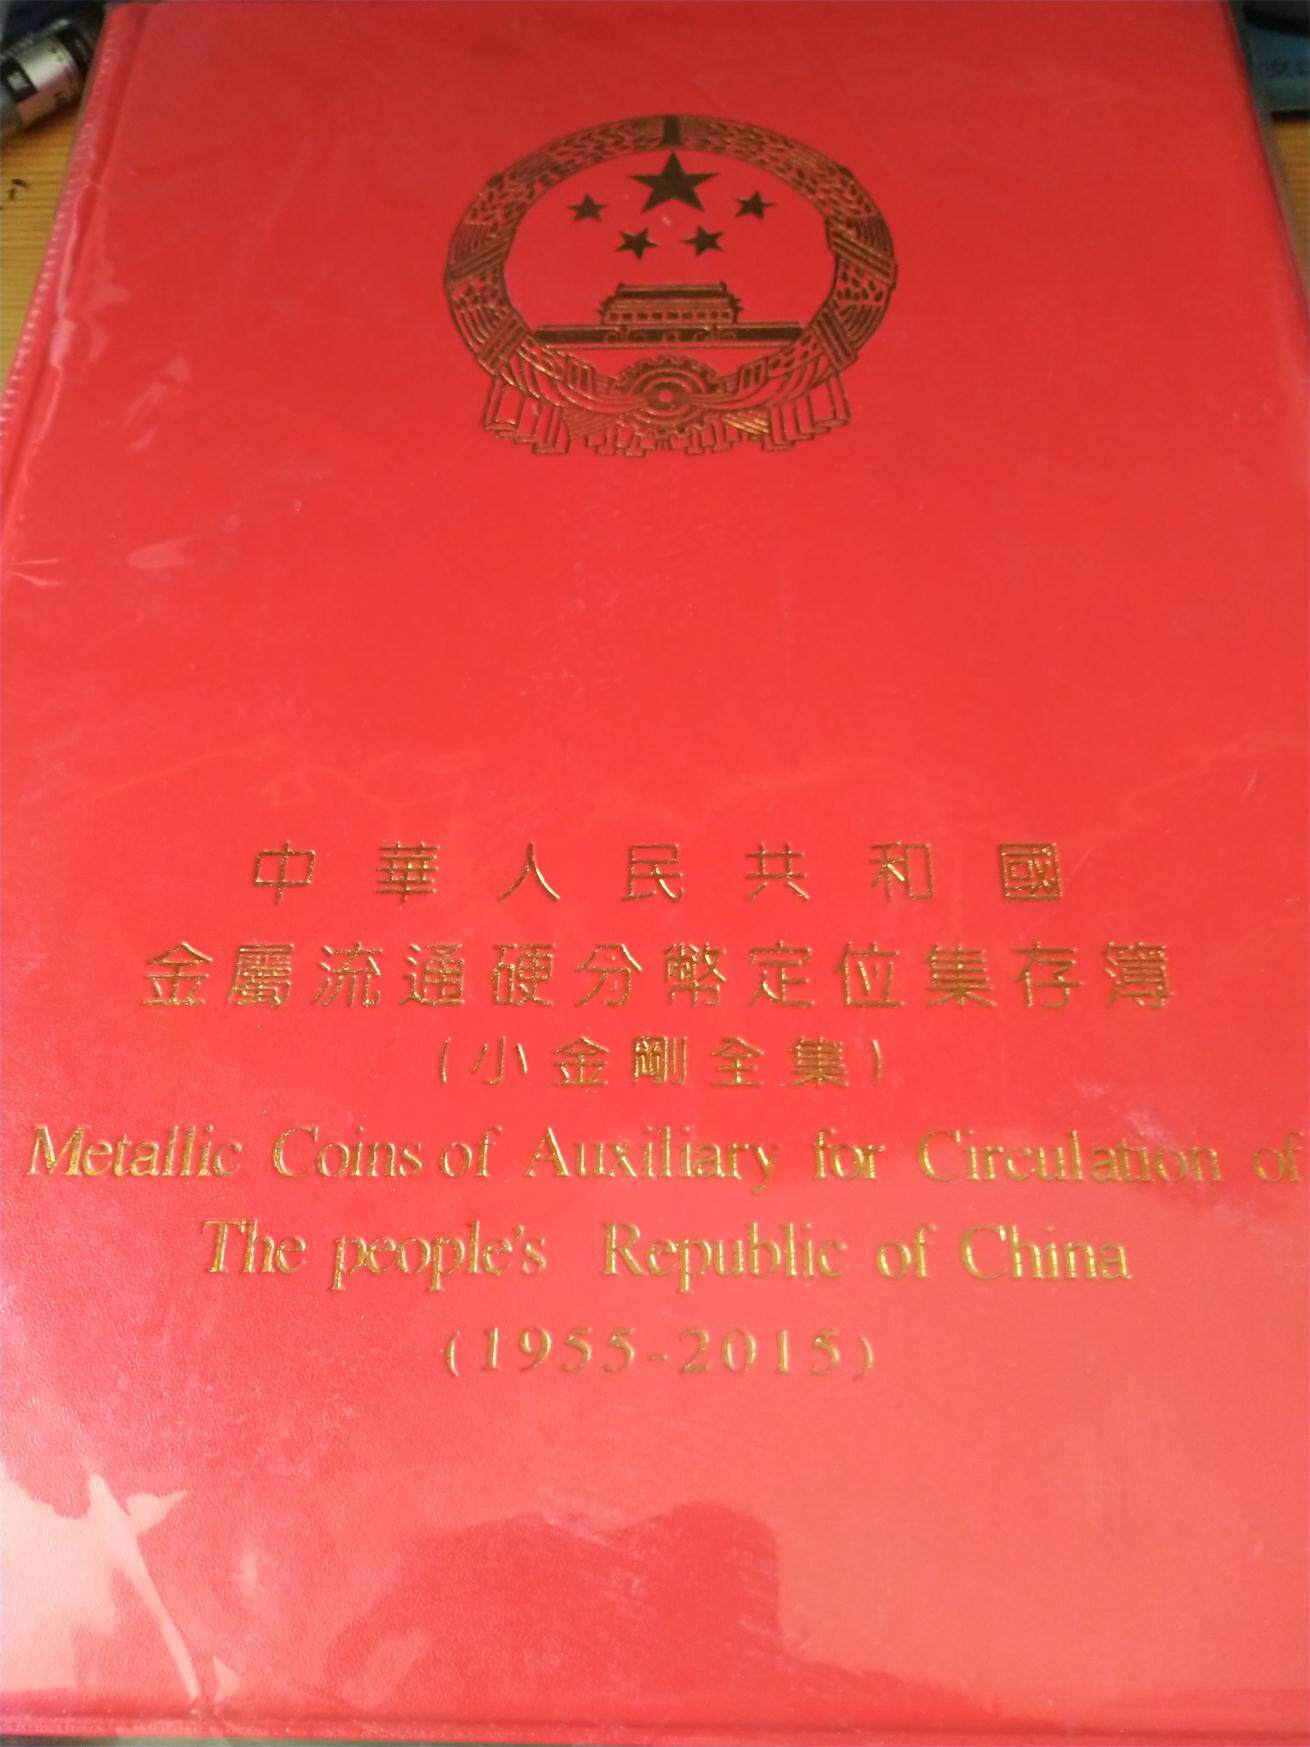 中華人民共和國
金屬流通硬分幣定位集存簿
(小金剛全集)
Metallic Coins of Auxiliary for Circulation of
The people's Republic of China
(1955-2015)